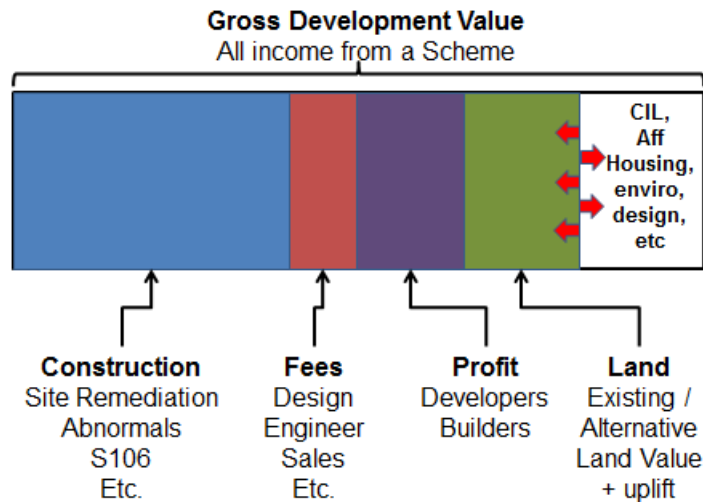 Gross Development Value
All income from a Scheme
CIL,
Aff
Housing,
enviro,
design,
etc
Construction
Site Remediation
Abnormals
S106
Etc.
Fees
Design
Engineer
Sales
Etc.
Profit
Developers
Builders
Land
Existing /
Alternative
Land Value
+ uplift